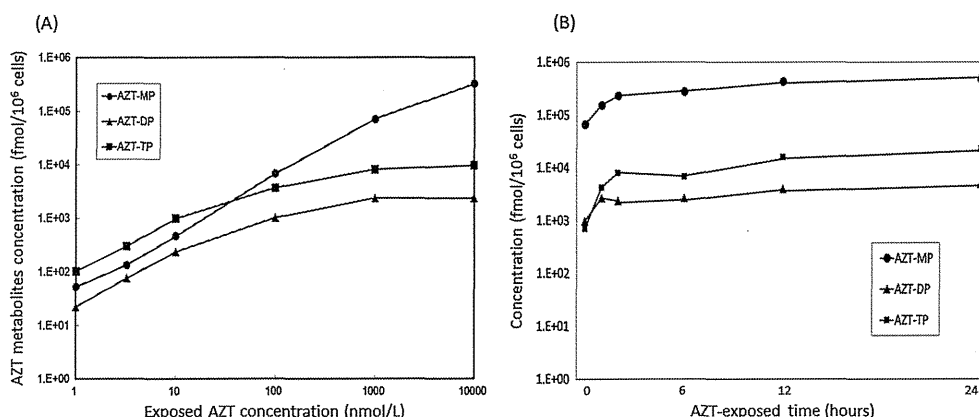 (A)
AZT metabolites concentration (fmol/10⁶ cells)
1.E+06
1.E+05
1.E+04
1.E+03
1.E+02
1.E+01
1.E+00
AZT-MP
AZT-DP
AZT-TP
1 10 100 1000 10000
Exposed AZT concentration (nmol/L)
(B)
Concentration (fmol/10⁶ cells)
1.E+06
1.E+05
1.E+04
1.E+03
1.E+02
1.E+01
1.E+00
AZT-MP
AZT-DP
AZT-TP
0 6 12 24
AZT-exposed time (hours)